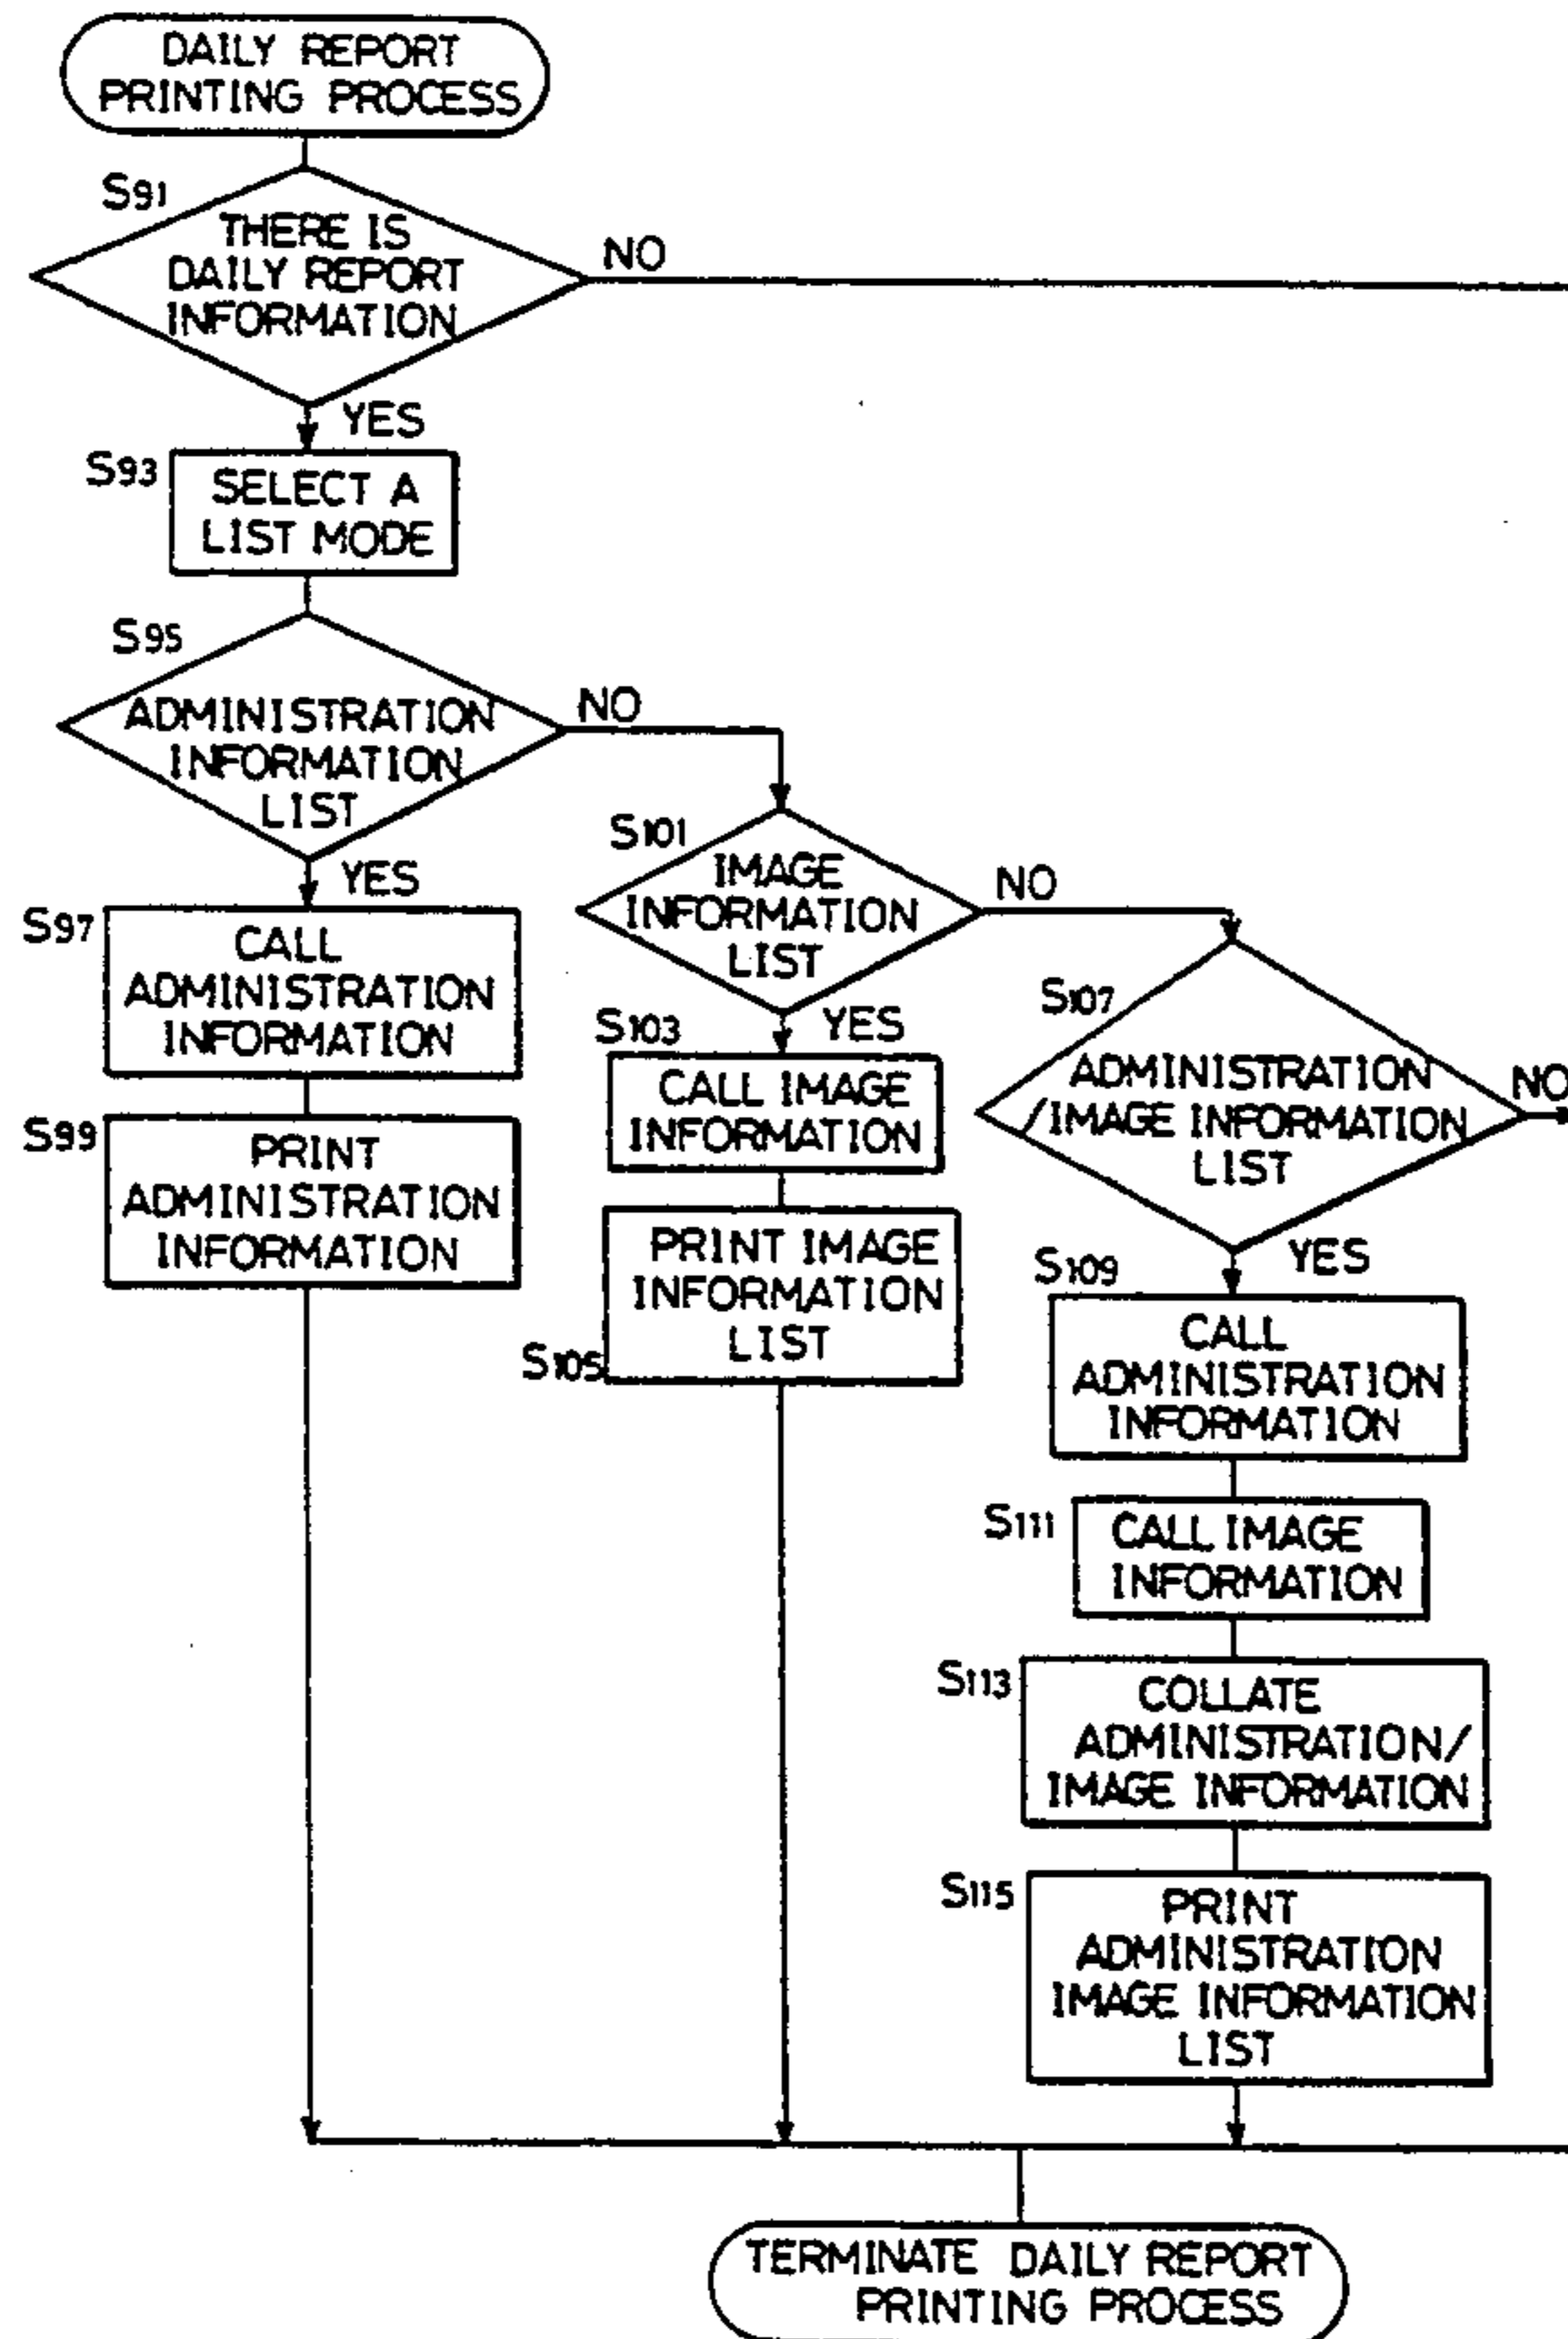 DAILY REPORT
PRINTING PROCESS
S91
THERE IS
DAILY REPORT
INFORMATION
NO
YES
S93
SELECT A
LIST MODE
S95
ADMINISTRATION
INFORMATION
LIST
NO
YES
S97
CALL
ADMINISTRATION
INFORMATION
S99
PRINT
ADMINISTRATION
INFORMATION
S101
IMAGE
INFORMATION
LIST
NO
YES
S103
CALL IMAGE
INFORMATION
S105
PRINT IMAGE
INFORMATION
LIST
S107
ADMINISTRATION
/IMAGE INFORMATION
LIST
NO
YES
S109
CALL
ADMINISTRATION
INFORMATION
S111
CALL IMAGE
INFORMATION
S113
COLLATE
ADMINISTRATION/
IMAGE INFORMATION
S115
PRINT
ADMINISTRATION
IMAGE INFORMATION
LIST
TERMINATE DAILY REPORT
PRINTING PROCESS